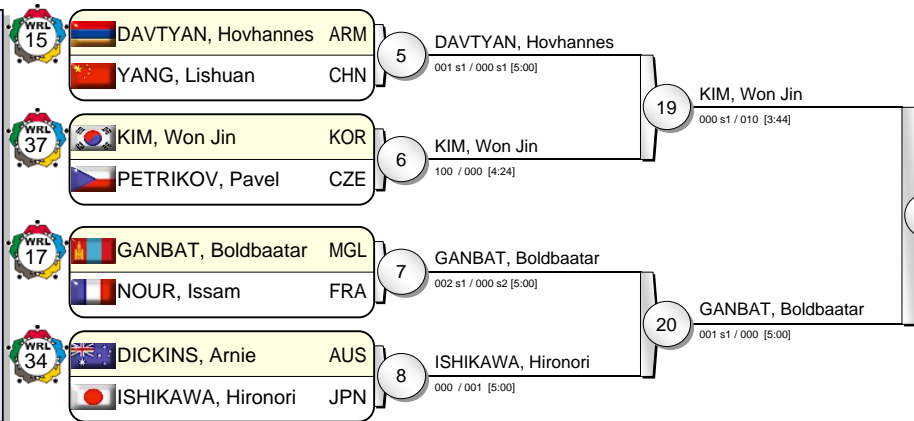 WRL
15
DAVTYAN, Hovhannes ARM
YANG, Lishuan CHN
5
DAVTYAN, Hovhannes
001 s1 / 000 s1 [5:00]
WRL
37
KIM, Won Jin KOR
PETRIKOV, Pavel CZE
6
KIM, Won Jin
100 / 000 [4:24]
19
KIM, Won Jin
000 s1 / 010 [3:44]
WRL
17
GANBAT, Boldbaatar MGL
NOUR, Issam FRA
7
GANBAT, Boldbaatar
002 s1 / 000 s2 [5:00]
WRL
34
DICKINS, Arnie AUS
ISHIKAWA, Hironori JPN
8
ISHIKAWA, Hironori
000 / 001 [5:00]
20
GANBAT, Boldbaatar
001 s1 / 000 [5:00]